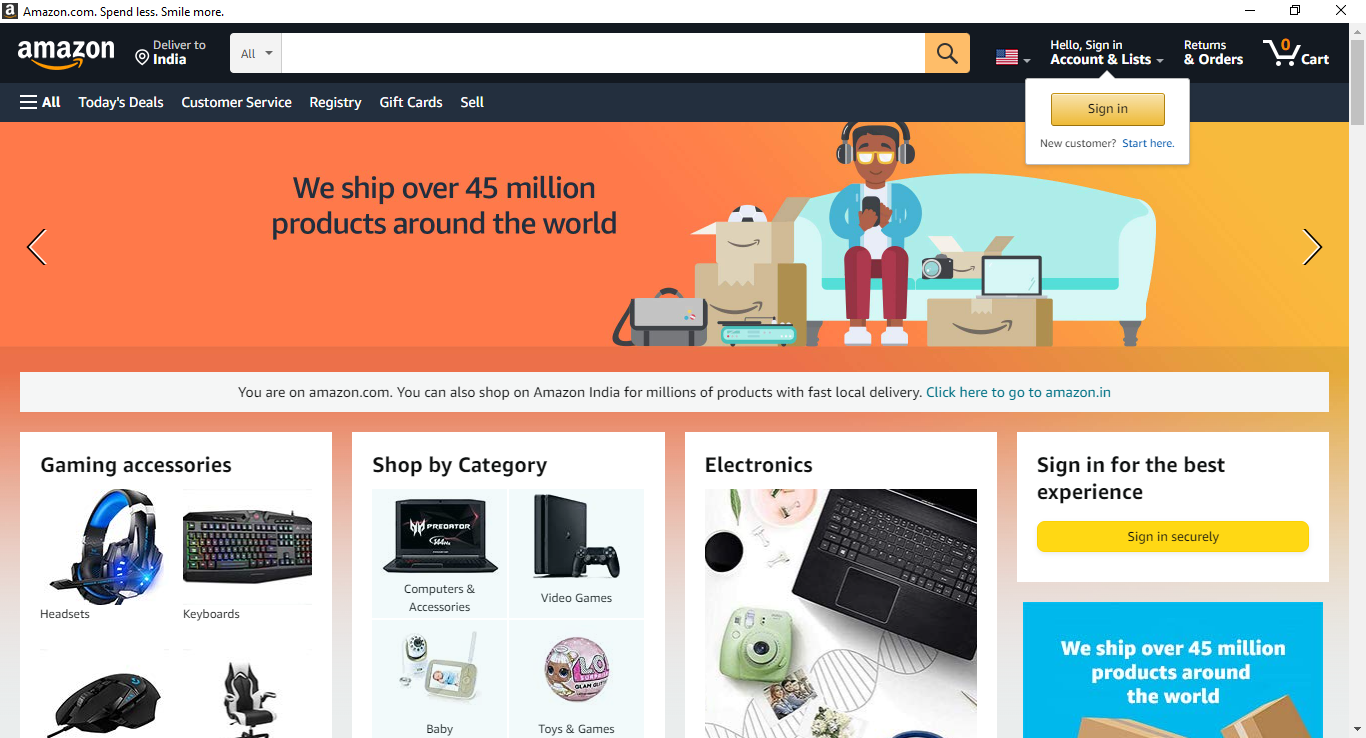 Amazon.com. Spend less. Smile more.
amazon
Deliver to
India
All
Hello, Sign in
Account & Lists
Returns
& Orders
0
Cart
All
Today's Deals
Customer Service
Registry
Gift Cards
Sell
Sign in
New customer? Start here.
We ship over 45 million
products around the world
You are on amazon.com. You can also shop on Amazon India for millions of products with fast local delivery. Click here to go to amazon.in
Gaming accessories
Headsets
Keyboards
Shop by Category
PREDATOR
144Hz
Computers &
Accessories
Video Games
Baby
Toys & Games
Electronics
Sign in for the best
experience
Sign in securely
We ship over 45 million
products around
the world